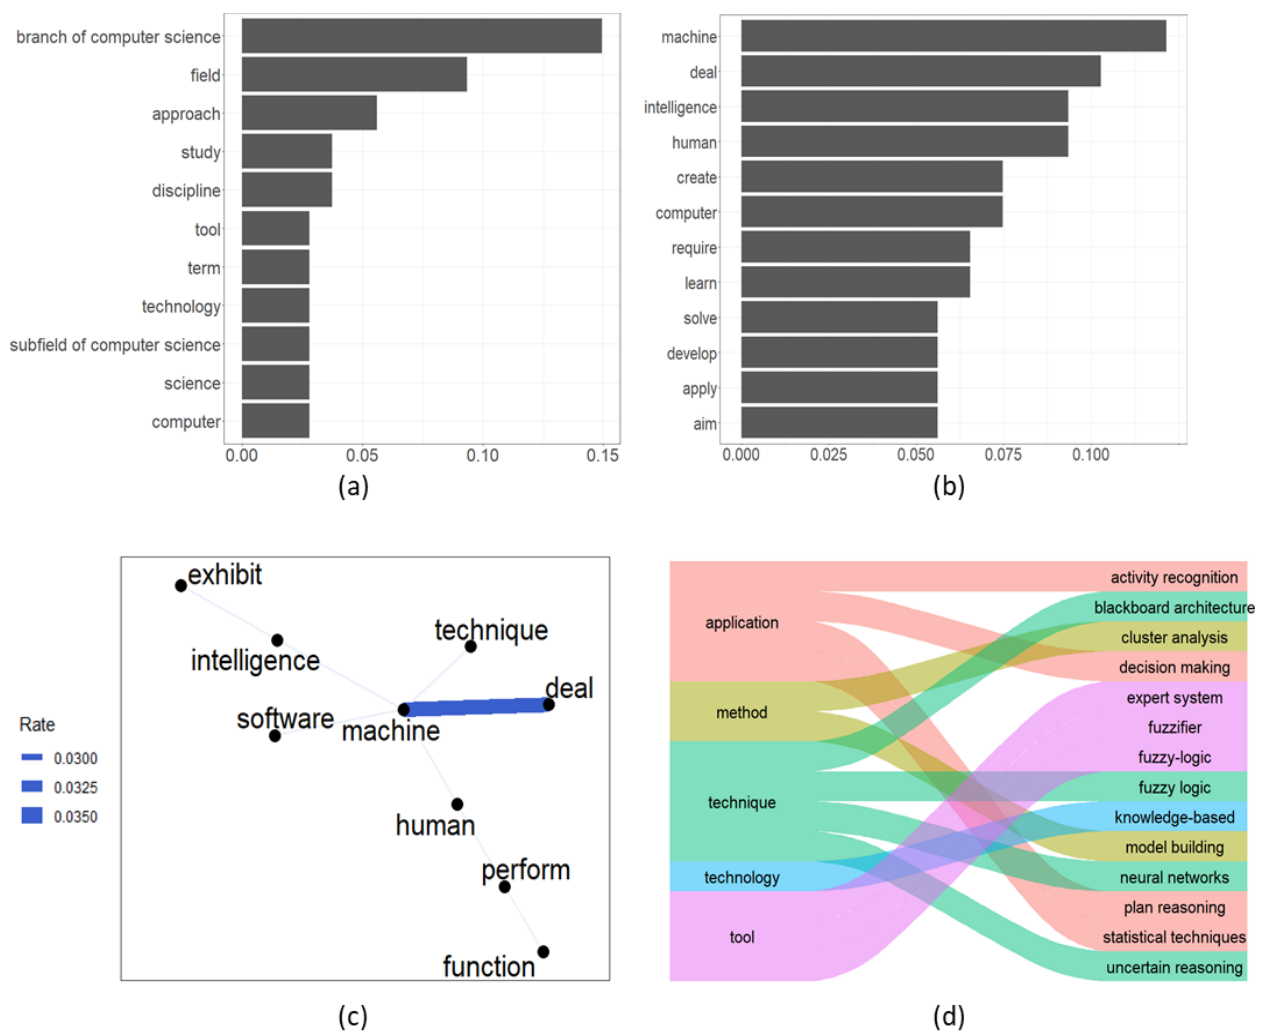 branch of computer science
field
approach
study
discipline
tool
term
technology
subfield of computer science
science
computer
0.00 0.05 0.10 0.15
(a)
machine
deal
intelligence
human
create
computer
require
learn
solve
develop
apply
aim
0.000 0.025 0.050 0.075 0.100
(b)
exhibit
technique
intelligence
deal
software
machine
human
perform
function
Rate
0.0300
0.0325
0.0350
(c)
application
method
technique
technology
tool
activity recognition
blackboard architecture
cluster analysis
decision making
expert system
fuzzifier
fuzzy-logic
fuzzy logic
knowledge-based
model building
neural networks
plan reasoning
statistical techniques
uncertain reasoning
(d)